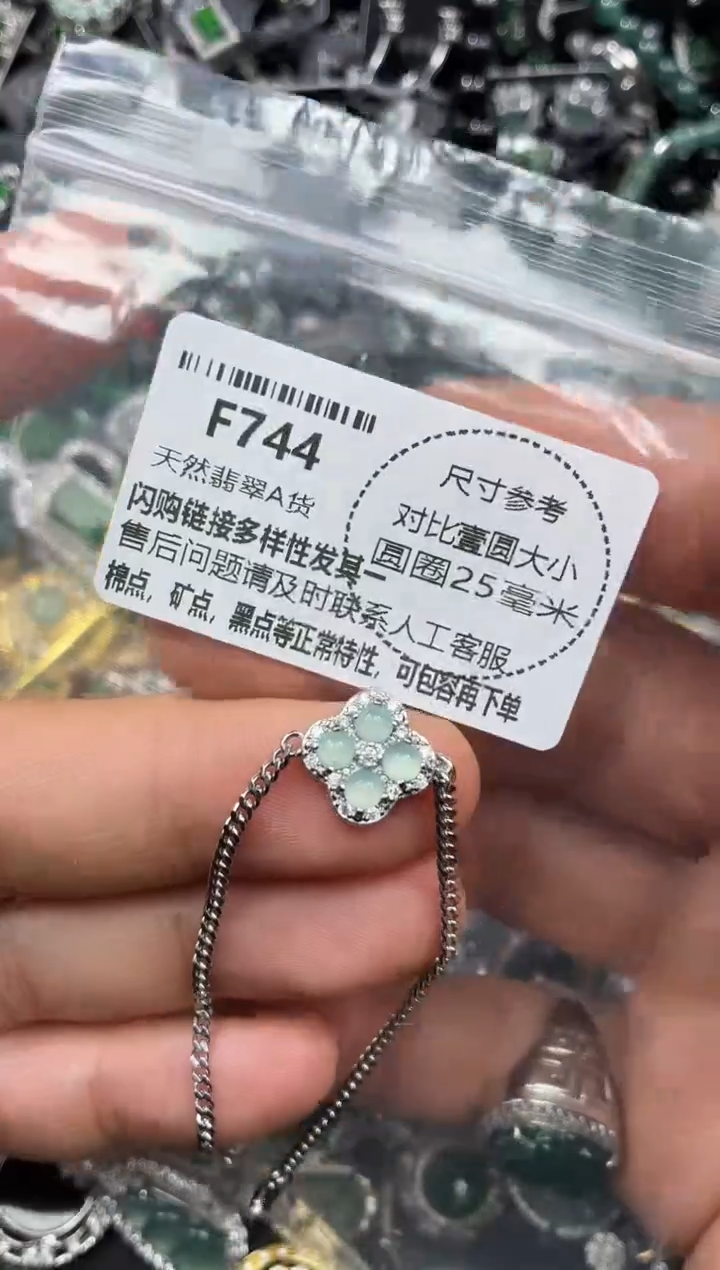 F744
天然翡翠A货
闪购链接多样性发其一
售后问题请及时联系人工客服
棉点，矿点，黑点等正常特性，可包容再下单
尺寸参考
对比壹圆大小
圆圈25毫米